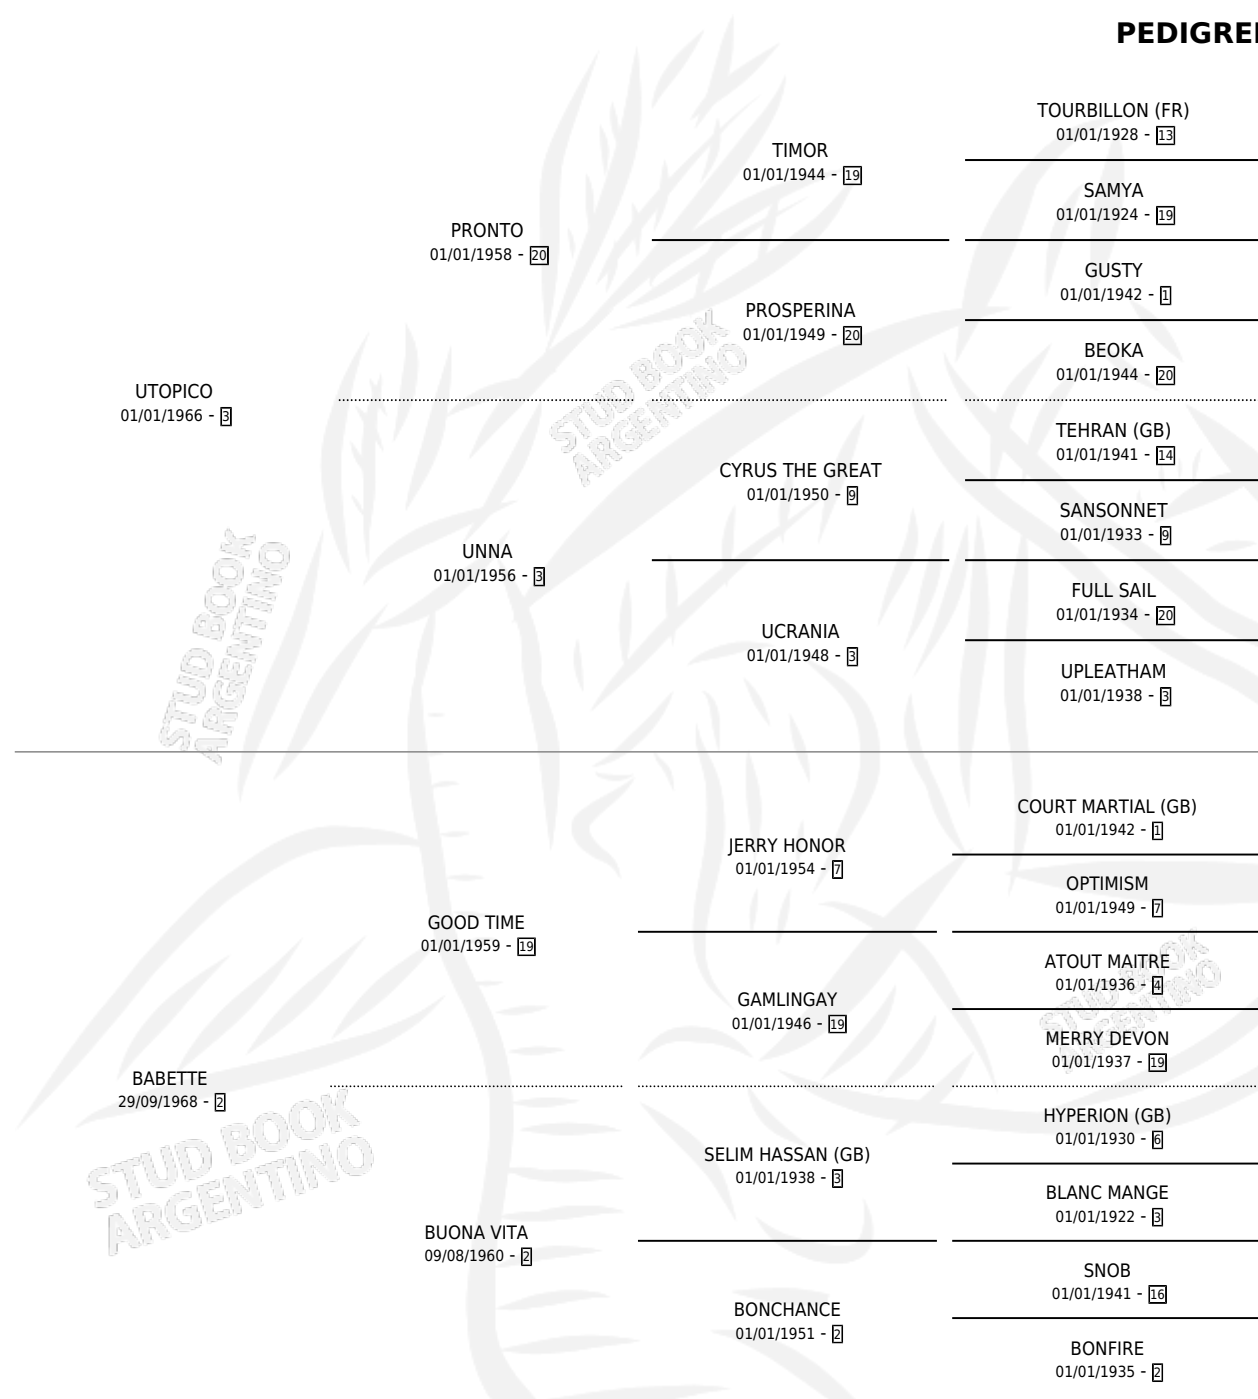 PEDIGREE
UTOPICO
01/01/1966 - 3
PRONTO
01/01/1958 - 20
TIMOR
01/01/1944 - 19
TOURBILLON (FR)
01/01/1928 - 13
SAMYA
01/01/1924 - 19
PROSPERINA
01/01/1949 - 20
GUSTY
01/01/1942 - 1
BEOKA
01/01/1944 - 20
UNNA
01/01/1956 - 3
CYRUS THE GREAT
01/01/1950 - 9
TEHRAN (GB)
01/01/1941 - 14
SANSONNET
01/01/1933 - 9
UCRANIA
01/01/1948 - 3
FULL SAIL
01/01/1934 - 20
UPLEATHAM
01/01/1938 - 3
BABETTE
29/09/1968 - 2
GOOD TIME
01/01/1959 - 19
JERRY HONOR
01/01/1954 - 7
COURT MARTIAL (GB)
01/01/1942 - 1
OPTIMISM
01/01/1949 - 7
GAMLINGAY
01/01/1946 - 19
ATOUT MAITRE
01/01/1936 - 4
MERRY DEVON
01/01/1937 - 19
BUONA VITA
09/08/1960 - 2
SELIM HASSAN (GB)
01/01/1938 - 3
HYPERION (GB)
01/01/1930 - 6
BLANC MANGE
01/01/1922 - 3
BONCHANCE
01/01/1951 - 2
SNOB
01/01/1941 - 16
BONFIRE
01/01/1935 - 2
STUD BOOK
ARGENTINO
STUD BOOK
ARGENTINO
STUD BOOK
ARGENTINO
STUD BOOK
ARGENTINO